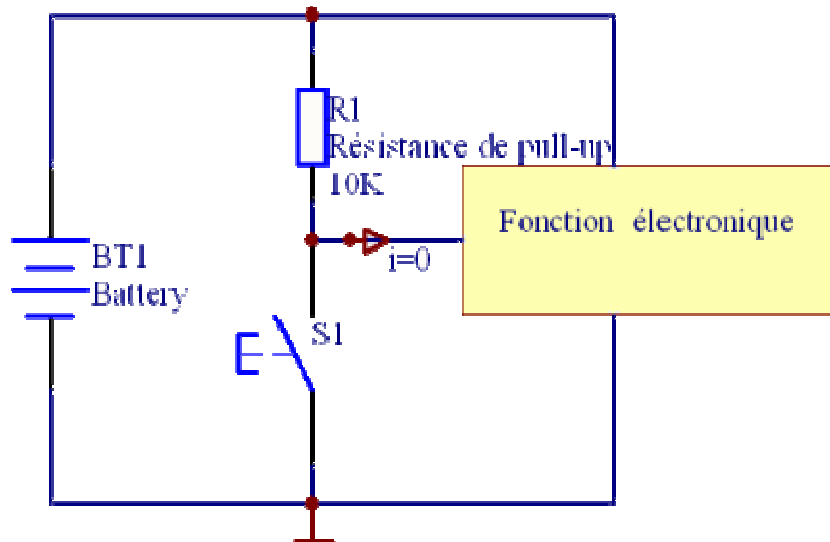 R1
Résistance de pull-up
10K
Fonction électronique
i=0
BT1
Battery
S1